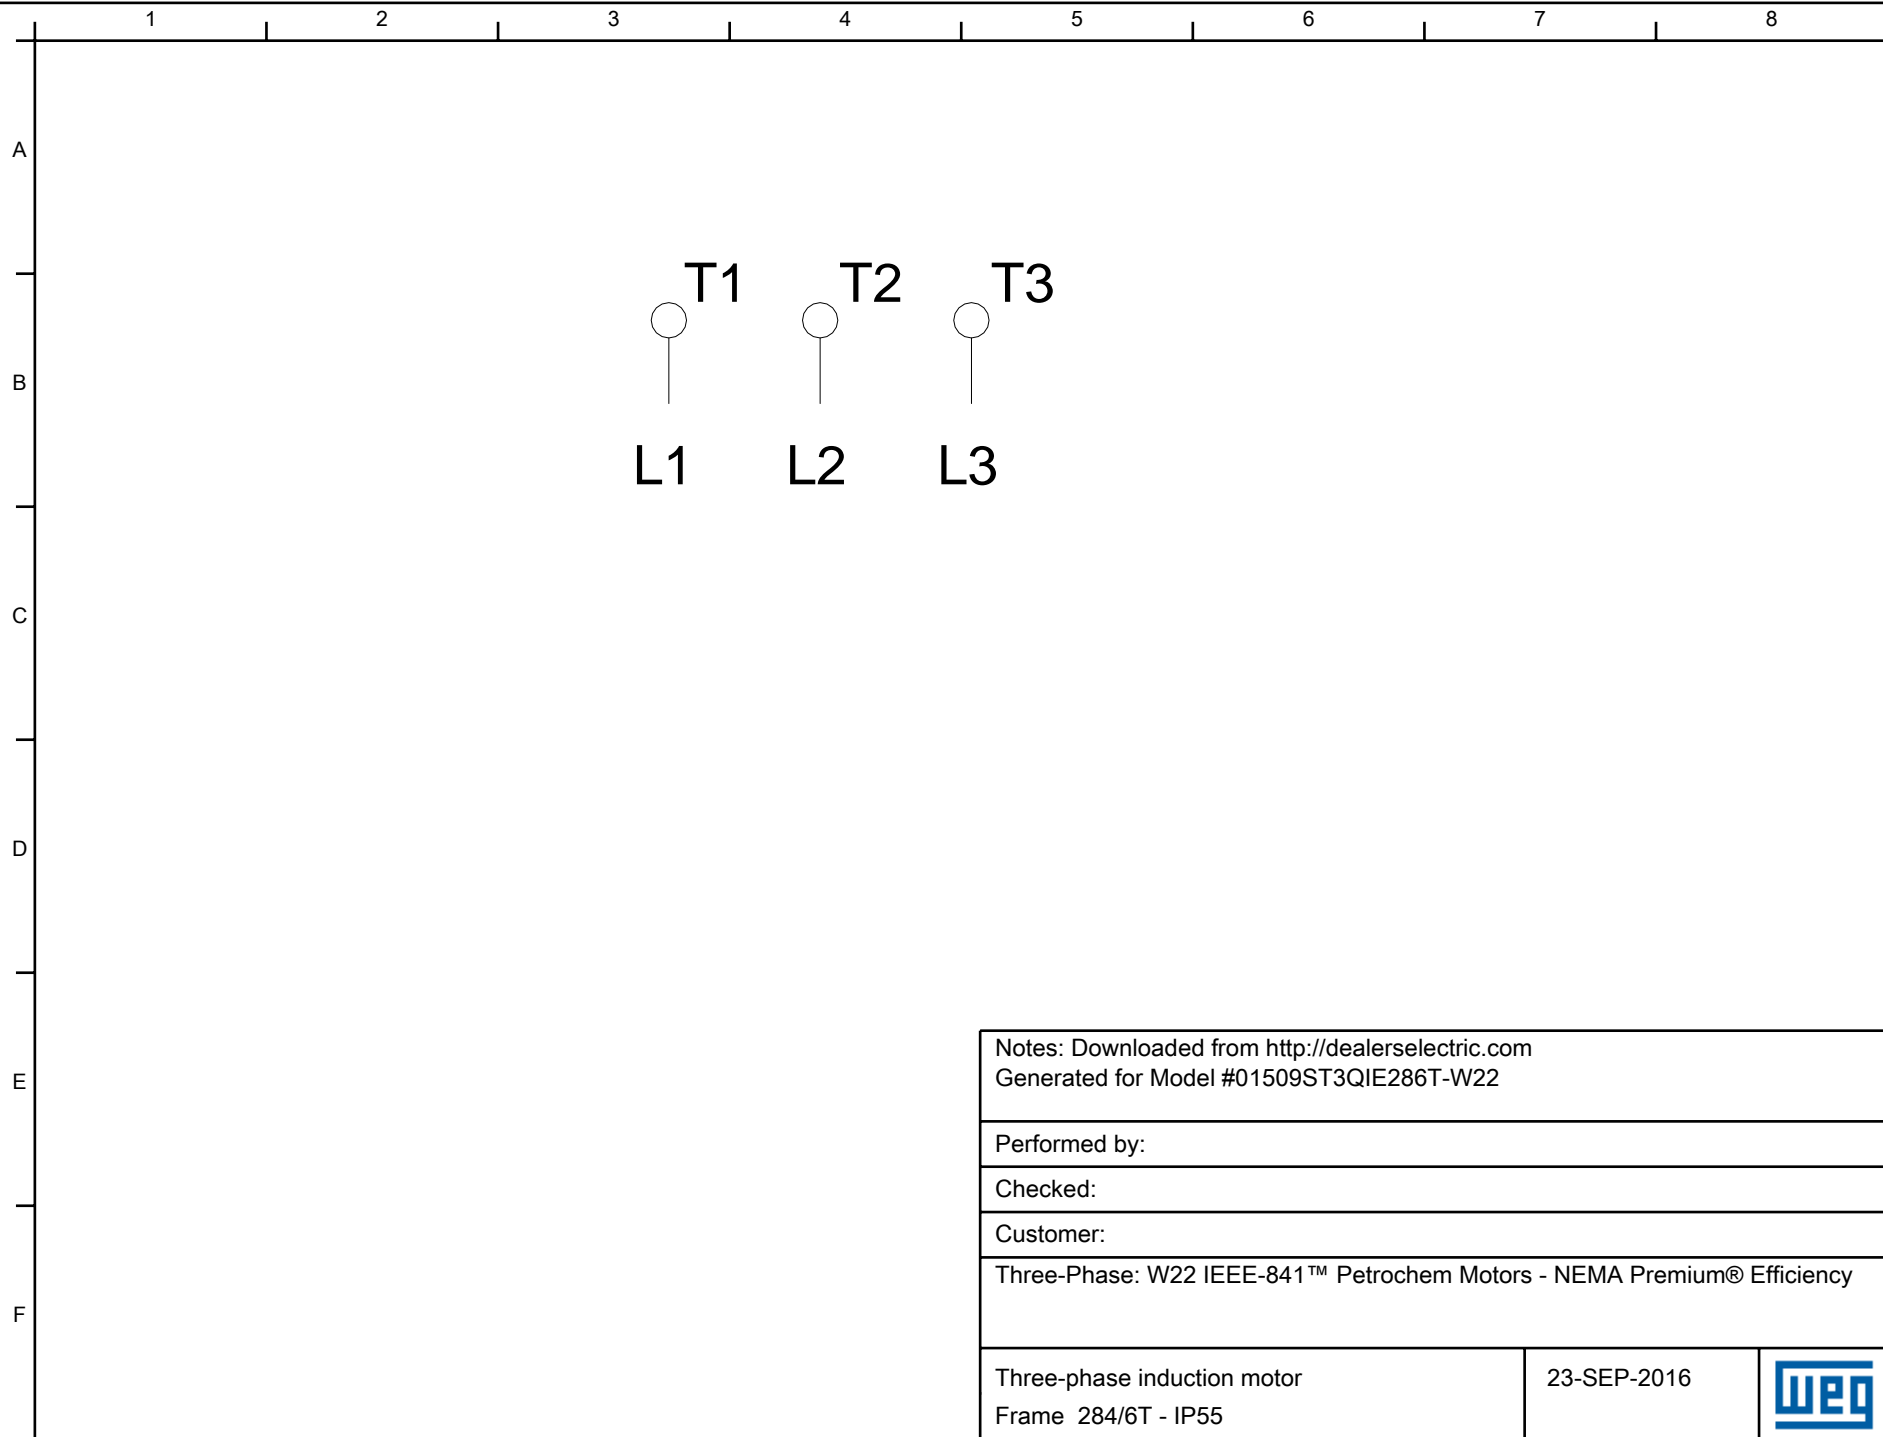 1 2 3 4 5 6 7 8
A
T1 T2 T3
B
L1 L2 L3
C
D
Notes: Downloaded from http://dealerselectric.com
E
Generated for Model #01509ST3QIE286T-W22
Performed by:
Checked:
Customer:
Three-Phase: W22 IEEE-841™ Petrochem Motors - NEMA Premium® Efficiency
F
Three-phase induction motor
23-SEP-2016
weg
Frame 284/6T - IP55